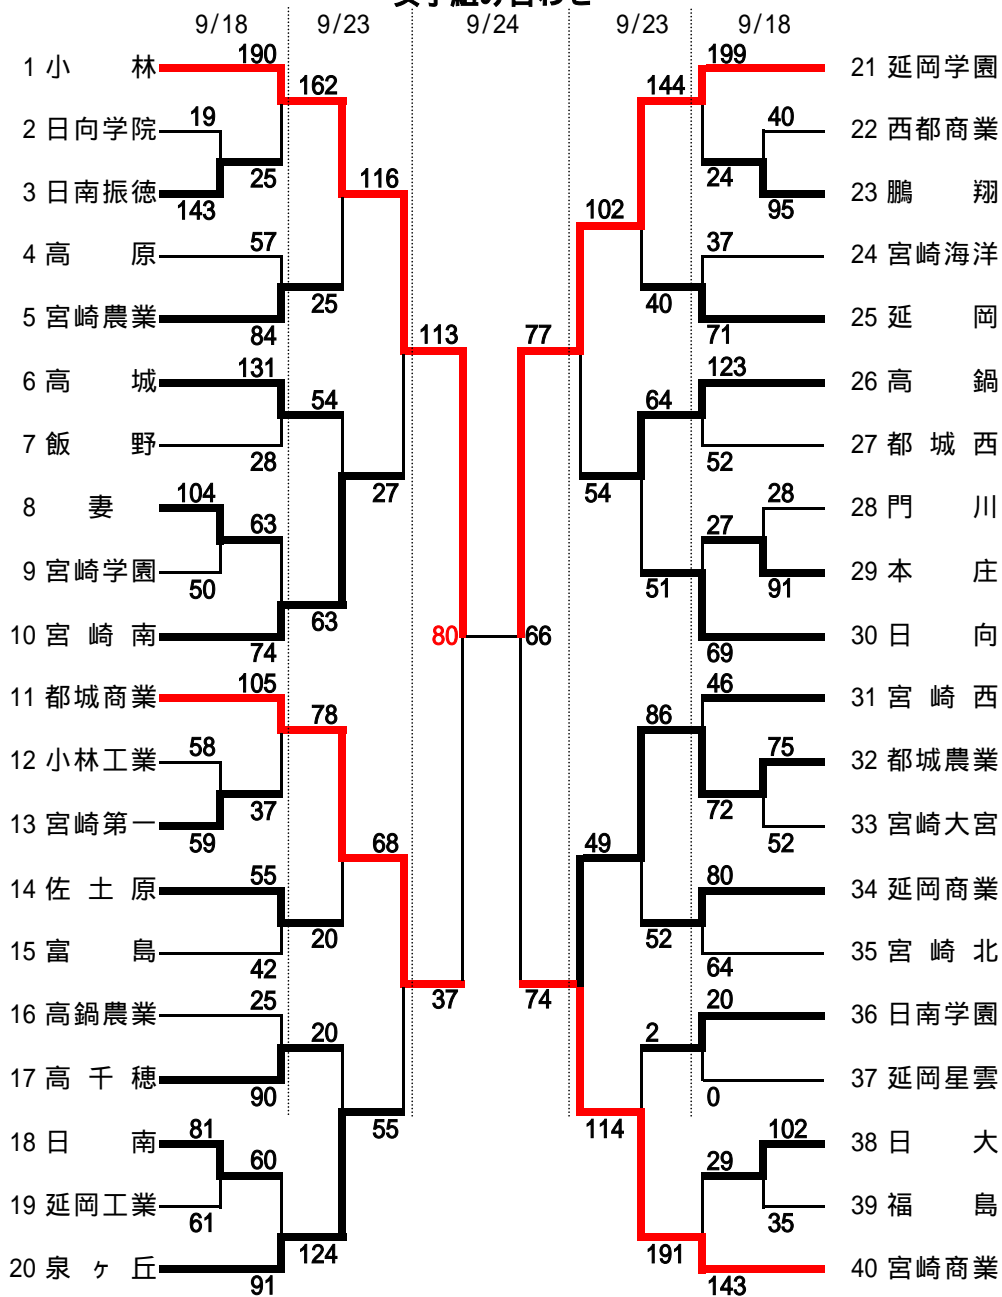 女子組み合わせ
9/18 9/23 9/24 9/23 9/18
190 199
1 小 林 21 延岡学園
162 144
19 40
2 日向学院 22 西都商業
25 116 24
3 日南振徳 23 鵬 翔
143 102 95
57 37
4 高 原 24 宮崎海洋
25 40
5 宮崎農業 25 延 岡
84 113 77 71
131 123
6 高 城 26 高 鍋
54 64
7 飯 野 27 都 城 西
28 52
104 27 54 28
8 妻 28 門 川
63 27
9 宮崎学園 29 本 庄
50 51 91
63
10 宮 崎 南 80 66 30 日 向
74 69
105 46
11 都城商業 31 宮 崎 西
78 86
58 75
12 小林工業 32 都城農業
37 72
13 宮崎第一 33 宮崎大宮
59 68 49 52
55 80
14 佐 土 原 34 延岡商業
20 52
15 富 島 35 宮 崎 北
42 64
25 37 74 20
16 高鍋農業 36 日南学園
20 2
17 高 千 穂 37 延岡星雲
90 0
81 55 114 102
18 日 南 38 日 大
60 29
19 延岡工業 39 福 島
61 35
124 191
20 泉 ヶ 丘 40 宮崎商業
91 143